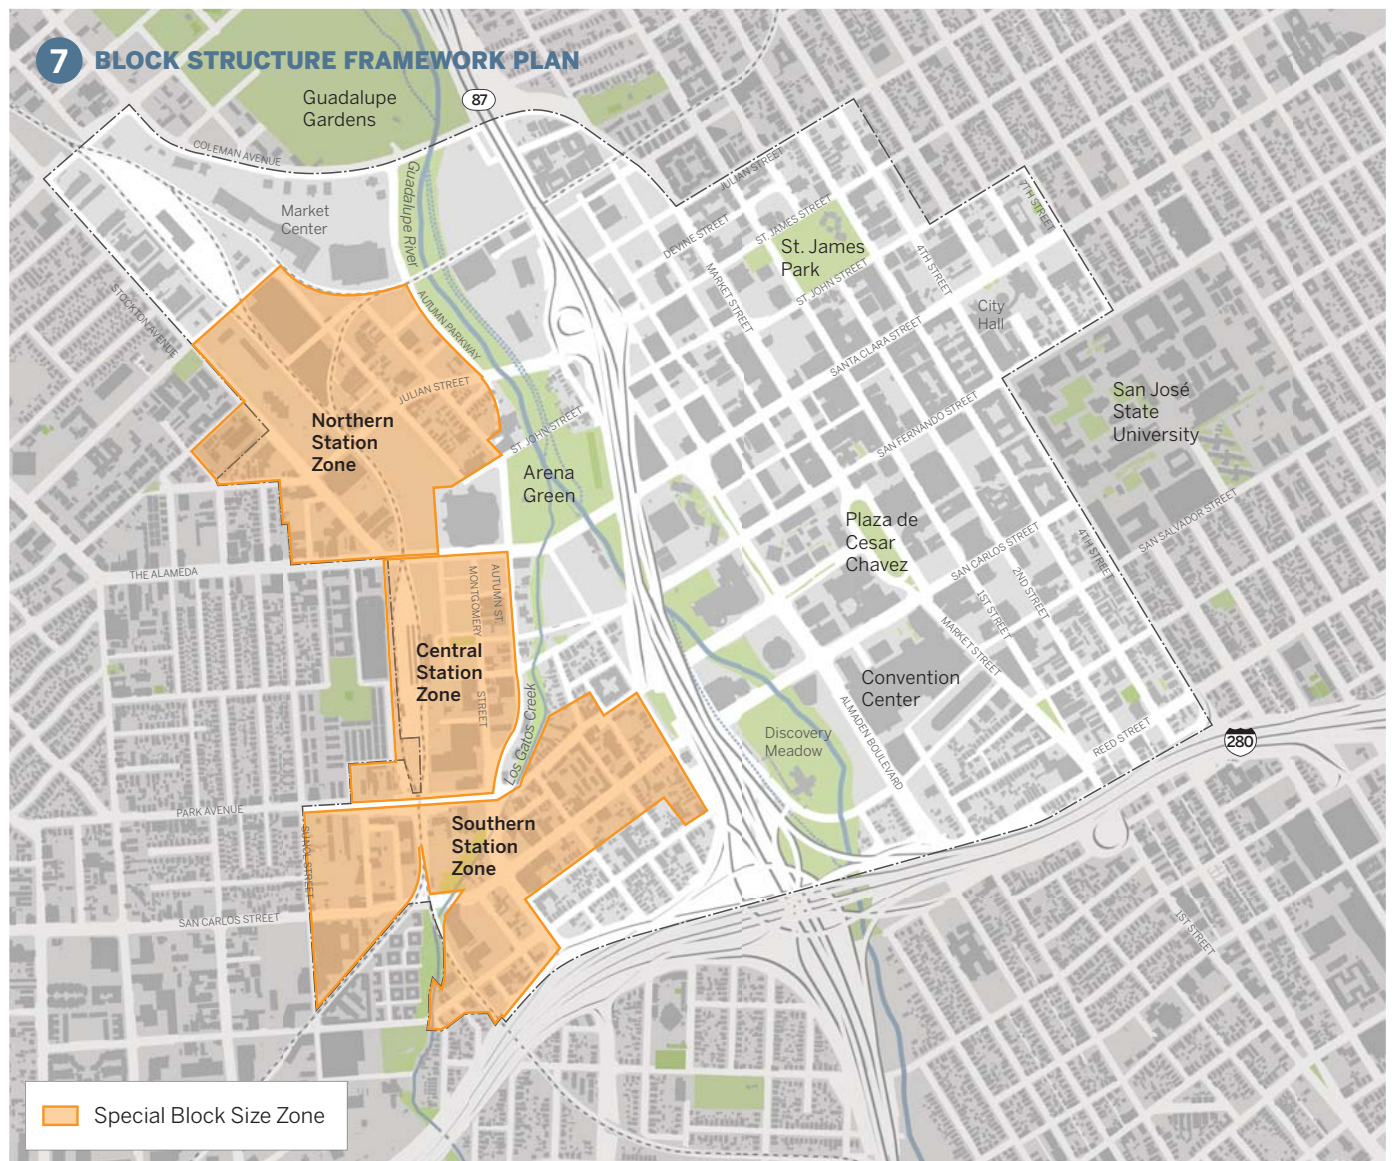 7 BLOCK STRUCTURE FRAMEWORK PLAN
Guadalupe
Gardens
87
COLEMAN AVENUE
Guadalupe River
Market
Center
JULIAN STREET
7TH STREET
DEVINE STREET
ST. JAMES STREET
St. James
Park
ST. JOHN STREET
4TH STREET
MARKET STREET
City
Hall
STOCKTON AVENUE
AUTUMN PARKWAY
SANTA CLARA STREET
JULIAN STREET
San José
State
University
SAN FERNANDO STREET
Northern
Station
Zone
ST. JOHN STREET
Arena
Green
Plaza de
Cesar
Chavez
SAN SALVADOR STREET
SAN CARLOS STREET
4TH STREET
THE ALAMEDA
AUTUMN ST.
MONTGOMERY
STREET
2ND STREET
1ST STREET
MARKET STREET
Central
Station
Zone
Convention
Center
Los Gatos Creek
ALMADEN BOULEVARD
Discovery
Meadow
REED STREET
280
PARK AVENUE
Southern
Station
Zone
SUNOL STREET
SAN CARLOS STREET
1ST STREET
Special Block Size Zone